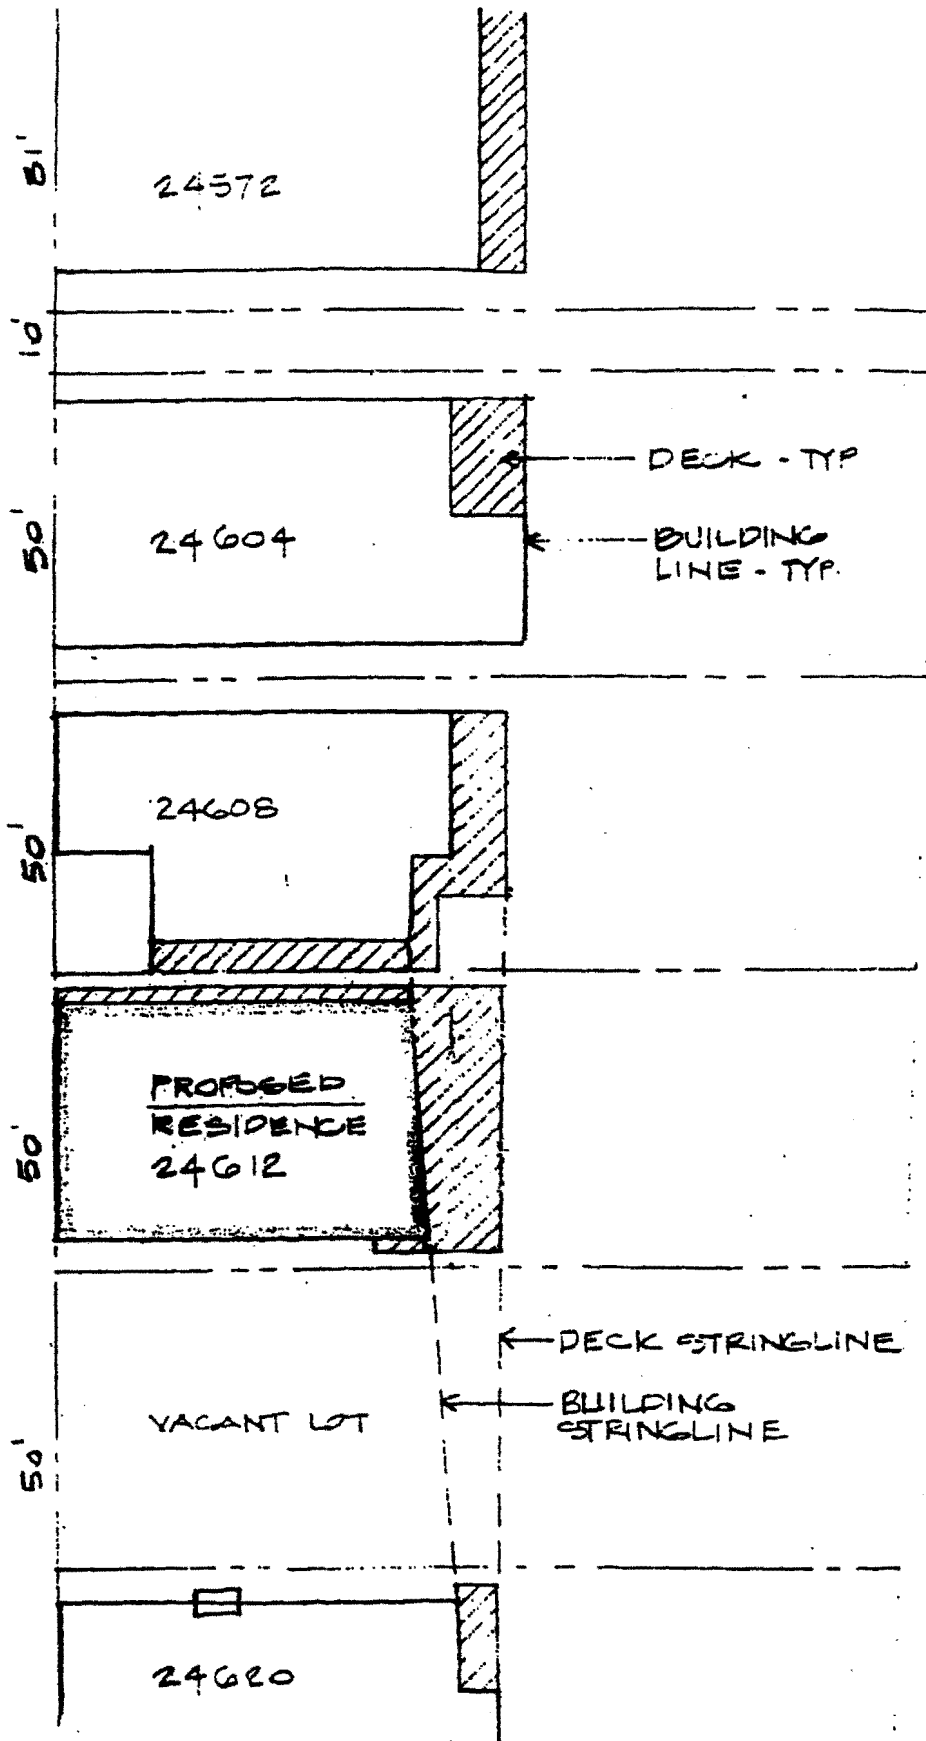 81'
24572
10'
DECK - TYP
50'
24604
BUILDING
LINE - TYP.
24608
50'
PROPOSED
RESIDENCE
24612
50'
DECK STRINGLINE
BUILDING
STRINGLINE
VACANT LOT
50'
24620